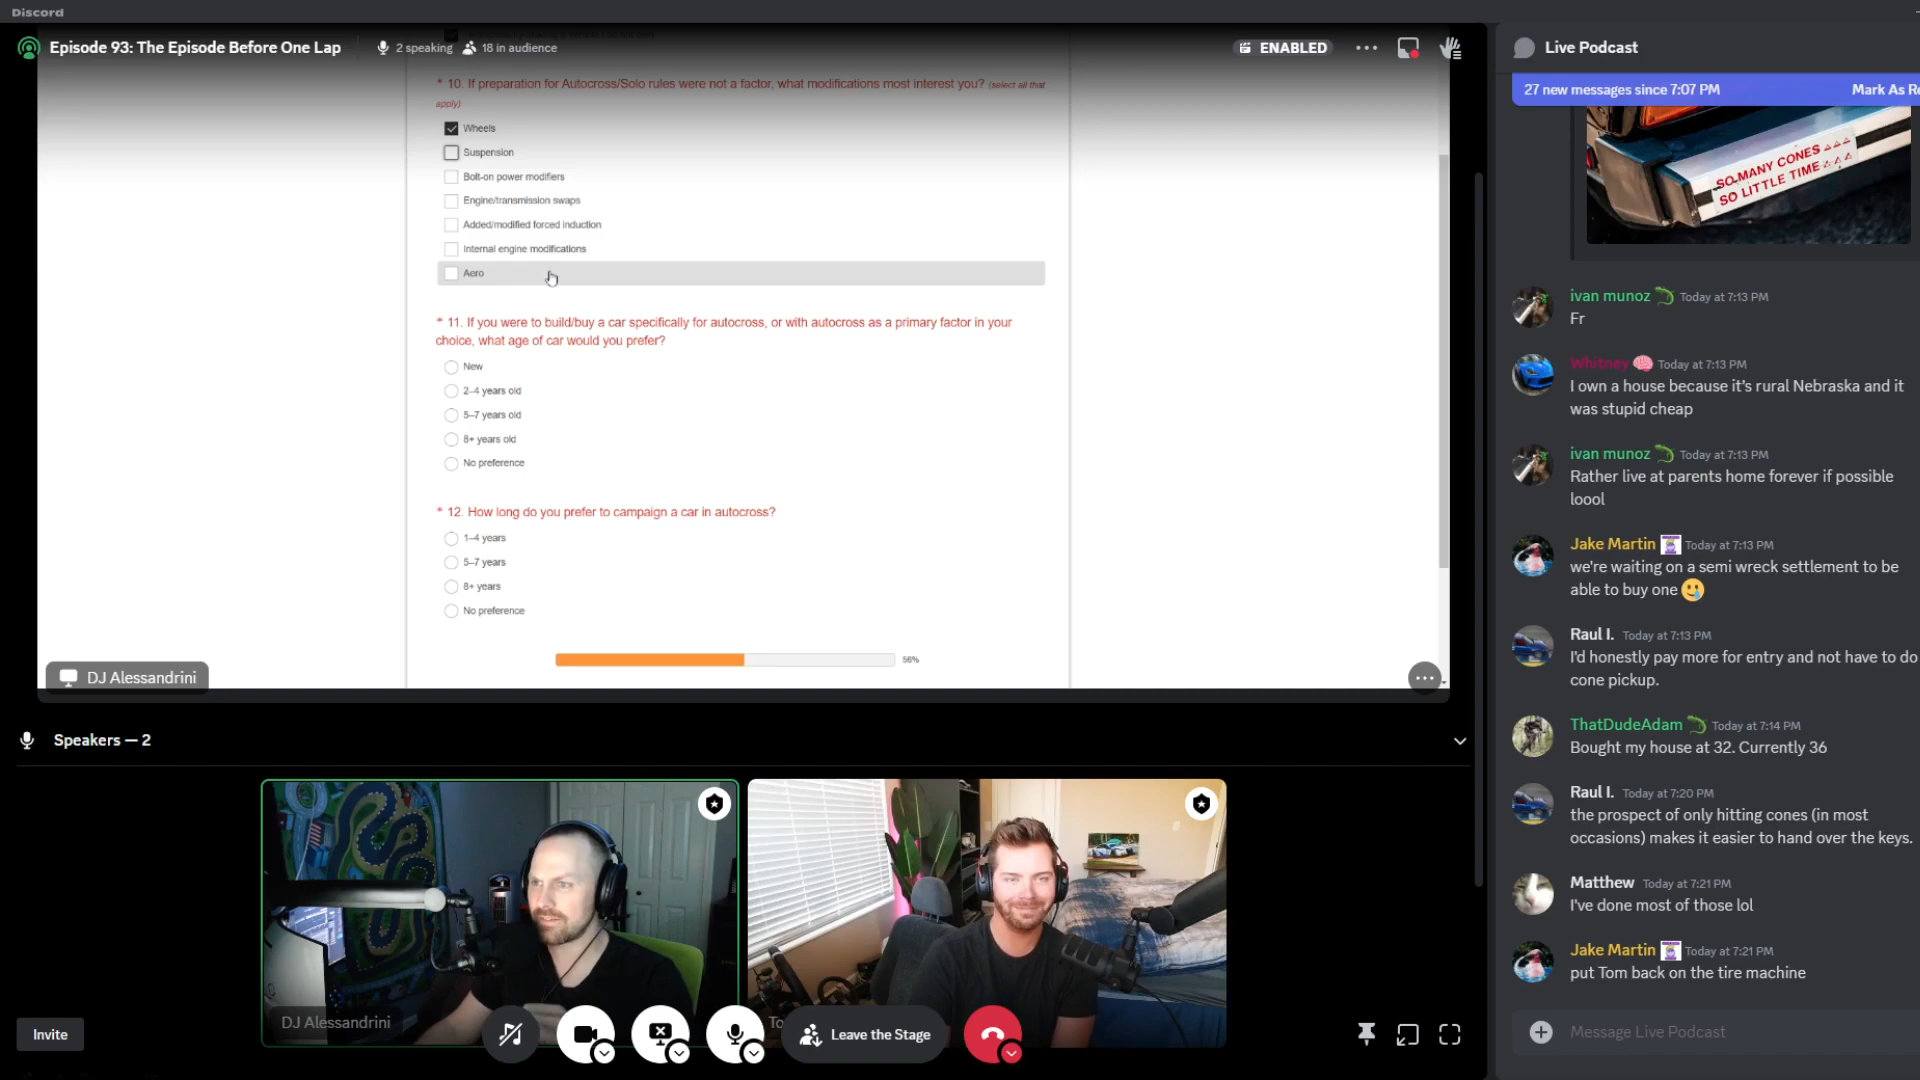 Discord
Episode 93: The Episode Before One Lap
2 speaking
18 in audience
ENABLED
* 10. If preparation for Autocross/Solo rules were not a factor, what modifications most interest you? (select all that
apply)
Wheels
Suspension
Bolt-on power modifiers
Engine/transmission swaps
Added/modified forced induction
Internal engine modifications
Aero
* 11. If you were to build/buy a car specifically for autocross, or with autocross as a primary factor in your
choice, what age of car would you prefer?
New
2–4 years old
5–7 years old
8+ years old
No preference
* 12. How long do you prefer to campaign a car in autocross?
1–4 years
5–7 years
8+ years
No preference
56%
DJ Alessandrini
Speakers — 2
DJ Alessandrini
To
Leave the Stage
Invite
Live Podcast
27 new messages since 7:07 PM
Mark As Re
SO MANY CONES
SO LITTLE TIME
ivan munoz Today at 7:13 PM
Fr
Whitney Today at 7:13 PM
I own a house because it's rural Nebraska and it
was stupid cheap
ivan munoz Today at 7:13 PM
Rather live at parents home forever if possible
loool
Jake Martin Today at 7:13 PM
we're waiting on a semi wreck settlement to be
able to buy one
Raul I. Today at 7:13 PM
I'd honestly pay more for entry and not have to do
cone pickup.
ThatDudeAdam Today at 7:14 PM
Bought my house at 32. Currently 36
Raul I. Today at 7:20 PM
the prospect of only hitting cones (in most
occasions) makes it easier to hand over the keys.
Matthew Today at 7:21 PM
I've done most of those lol
Jake Martin Today at 7:21 PM
put Tom back on the tire machine
Message Live Podcast